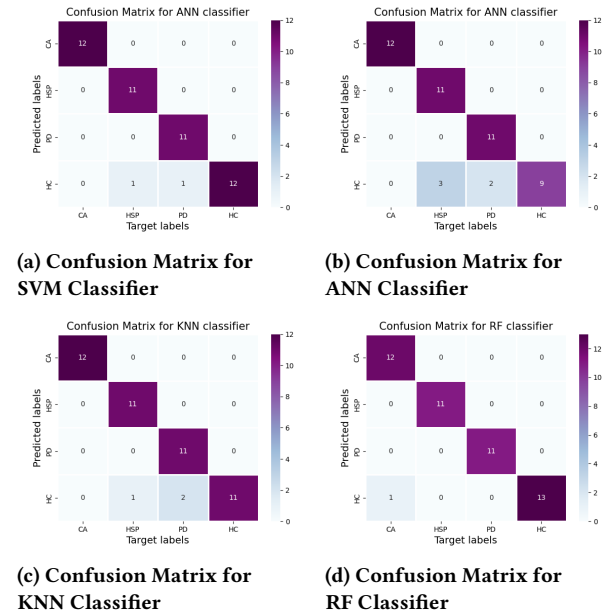 Confusion Matrix for ANN classifier
CA 12 0 0 0
HSP 0 11 0 0
PD 0 0 11 0
HC 0 1 1 12
CA HSP PD HC
Predicted labels
Target labels
12
10
8
6
4
2
0
(a) Confusion Matrix for
SVM Classifier
Confusion Matrix for ANN classifier
CA 12 0 0 0
HSP 0 11 0 0
PD 0 0 11 0
HC 0 3 2 9
CA HSP PD HC
Predicted labels
Target labels
12
10
8
6
4
2
0
(b) Confusion Matrix for
ANN Classifier
Confusion Matrix for KNN classifier
CA 12 0 0 0
HSP 0 11 0 0
PD 0 0 11 0
HC 0 1 2 11
CA HSP PD HC
Predicted labels
Target labels
12
10
8
6
4
2
0
(c) Confusion Matrix for
KNN Classifier
Confusion Matrix for RF classifier
CA 12 0 0 0
HSP 0 11 0 0
PD 0 0 11 0
HC 1 0 0 13
CA HSP PD HC
Predicted labels
Target labels
12
10
8
6
4
2
0
(d) Confusion Matrix for
RF Classifier